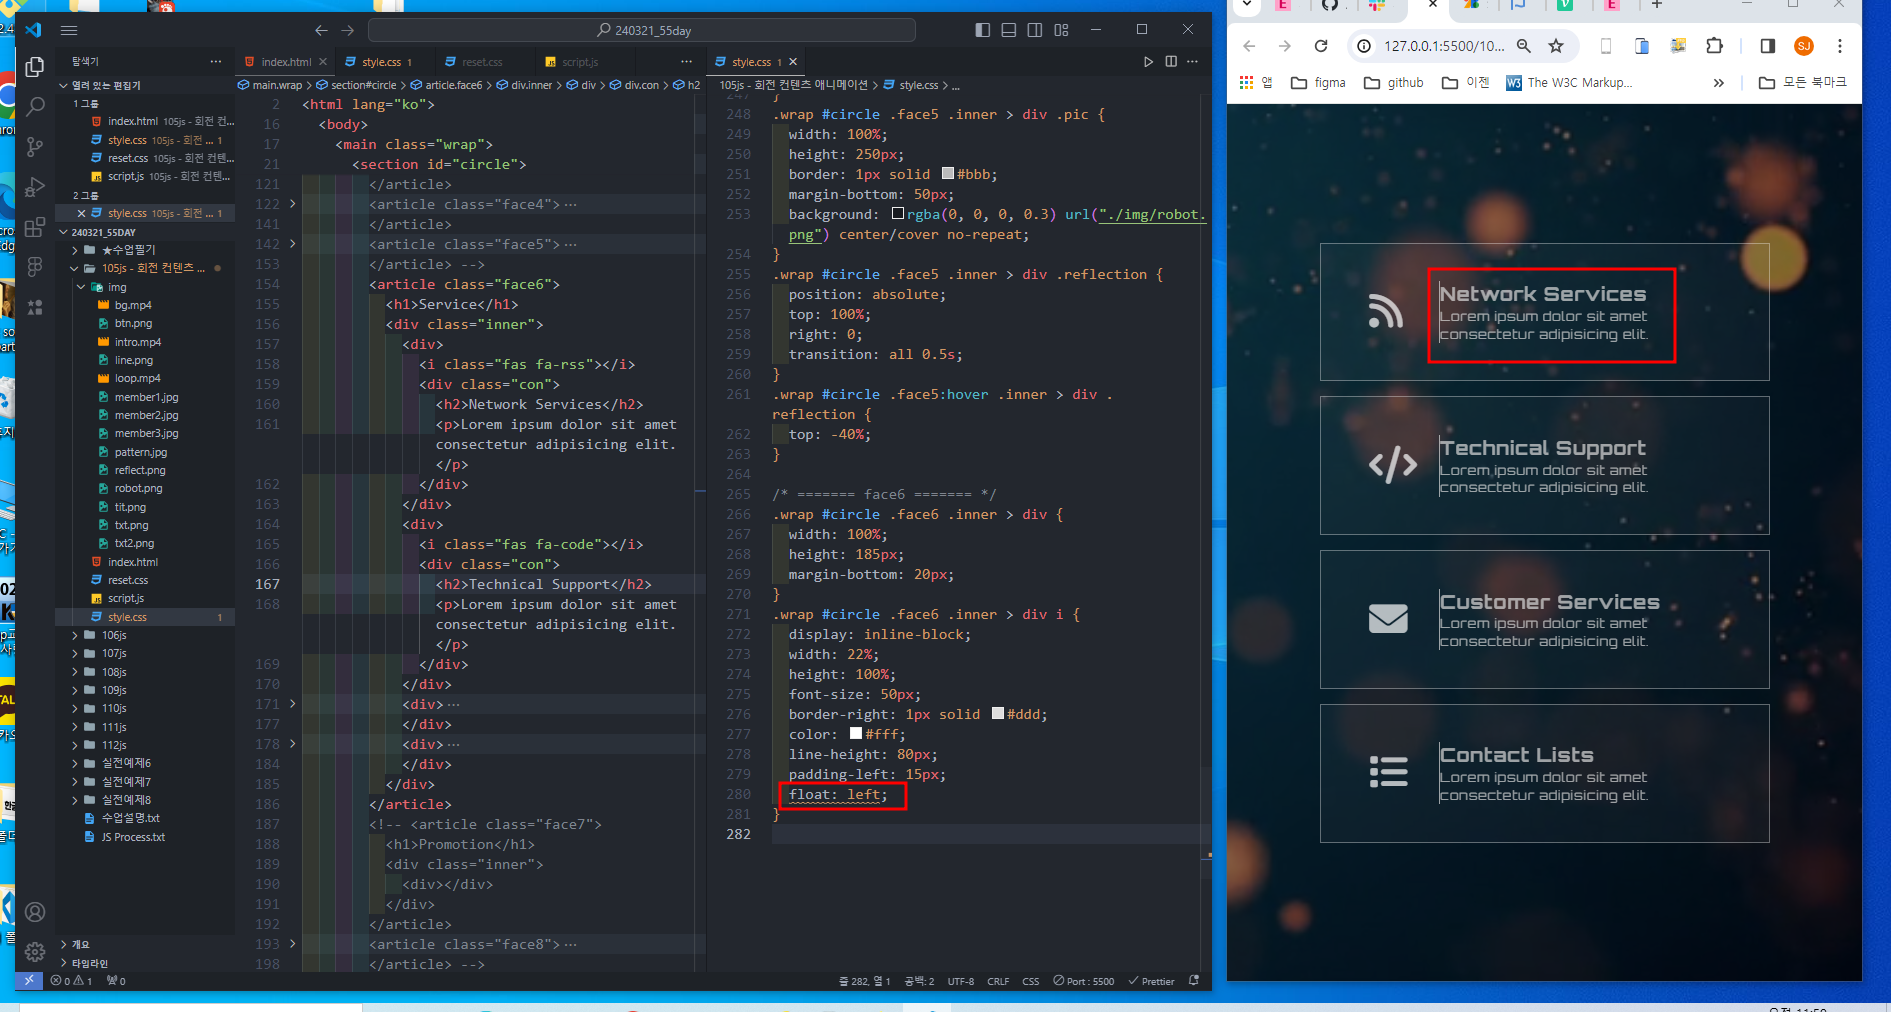 240321_55day
탐색기
열려 있는 편집기
1 그룹
index.html 105js - 회전 컨...
style.css 105js - 회전 ... 1
reset.css 105js - 회전 컨...
script.js 105js - 회전 컨텐...
2 그룹
style.css 105js - 회전 ... 1
240321_55DAY
★수업필기
105js - 회전 컨텐츠 ...
img
bg.mp4
btn.png
intro.mp4
line.png
loop.mp4
member1.jpg
member2.jpg
member3.jpg
pattern.jpg
reflect.png
robot.png
tit.png
txt.png
txt2.png
index.html
reset.css
script.js
style.css 1
106js
107js
108js
109js
110js
111js
112js
실전예제6
실전예제7
실전예제8
수업설명.txt
JS Process.txt
개요
타임라인
index.html
style.css 1
reset.css
script.js
main.wrap > section#circle > article.face6 > div.inner > div > div.con > h2
2 <html lang="ko">
16 <body>
17 <main class="wrap">
21 <section id="circle">
121 </article>
122 <article class="face4">…
141 </article>
142 <article class="face5">…
153 </article> -->
154 <article class="face6">
155 <h1>Service</h1>
156 <div class="inner">
157 <div>
158 <i class="fas fa-rss"></i>
159 <div class="con">
160 <h2>Network Services</h2>
161 <p>Lorem ipsum dolor sit amet
consectetur adipisicing elit.
</p>
162 </div>
163 </div>
164 <div>
165 <i class="fas fa-code"></i>
166 <div class="con">
167 <h2>Technical Support</h2>
168 <p>Lorem ipsum dolor sit amet
consectetur adipisicing elit.
</p>
169 </div>
170 </div>
171 <div>…
177 </div>
178 <div>…
184 </div>
185 </div>
186 </article>
187 <!-- <article class="face7">
188 <h1>Promotion</h1>
189 <div class="inner">
190 <div></div>
191 </div>
192 </article>
193 <article class="face8">…
198 </article> -->
style.css 1
105js - 회전 컨텐츠 애니메이션 > style.css > ...
247 }
248 .wrap #circle .face5 .inner > div .pic {
249 width: 100%;
250 height: 250px;
251 border: 1px solid #bbb;
252 margin-bottom: 50px;
253 background: rgba(0, 0, 0, 0.3) url("./img/robot.
png") center/cover no-repeat;
254 }
255 .wrap #circle .face5 .inner > div .reflection {
256 position: absolute;
257 top: 100%;
258 right: 0;
259 transition: all 0.5s;
260 }
261 .wrap #circle .face5:hover .inner > div .
reflection {
262 top: -40%;
263 }
264
265 /* ======= face6 ======= */
266 .wrap #circle .face6 .inner > div {
267 width: 100%;
268 height: 185px;
269 margin-bottom: 20px;
270 }
271 .wrap #circle .face6 .inner > div i {
272 display: inline-block;
273 width: 22%;
274 height: 100%;
275 font-size: 50px;
276 border-right: 1px solid #ddd;
277 color: #fff;
278 line-height: 80px;
279 padding-left: 15px;
280 float: left;
281 }
282
0 1 0
줄 282, 열 1 공백: 2 UTF-8 CRLF CSS Port : 5500 Prettier
127.0.0.1:5500/10...
SJ
앱 figma github 이젠 The W3C Markup... » 모든 북마크
Network Services
Lorem ipsum dolor sit amet
consectetur adipisicing elit.
Technical Support
Lorem ipsum dolor sit amet
consectetur adipisicing elit.
Customer Services
Lorem ipsum dolor sit amet
consectetur adipisicing elit.
Contact Lists
Lorem ipsum dolor sit amet
consectetur adipisicing elit.